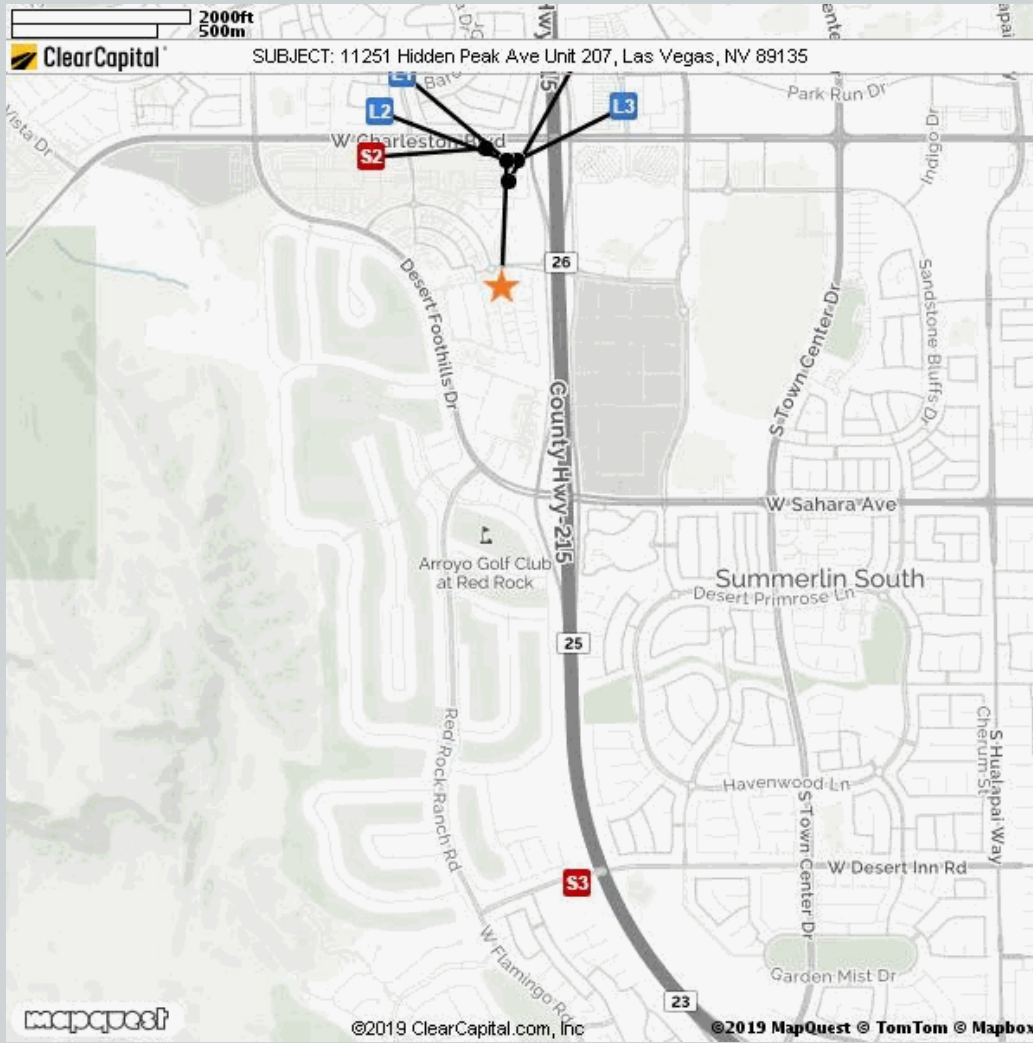 2000ft
500m
ClearCapital
SUBJECT: 11251 Hidden Peak Ave Unit 207, Las Vegas, NV 89135
Park Run Dr
Vista Dr
L2
L3
W Charleston Blvd
S2
Indigo Dr
26
Desert Foothills Dr
Sandstone Bluffs Dr
S Town Center Dr
County Hwy-215
W Sahara Ave
Arroyo Golf Club
at Red Rock
Summerlin South
Desert Primrose Ln
25
Red Rock Ranch Rd
Cherum St
S Hualapai Way
Havenwood Ln
S Town Center Dr
W Desert Inn Rd
S3
W Flamingo Rd
Garden Mist Dr
23
mapquest
©2019 ClearCapital.com, Inc
©2019 MapQuest © TomTom © Mapbox